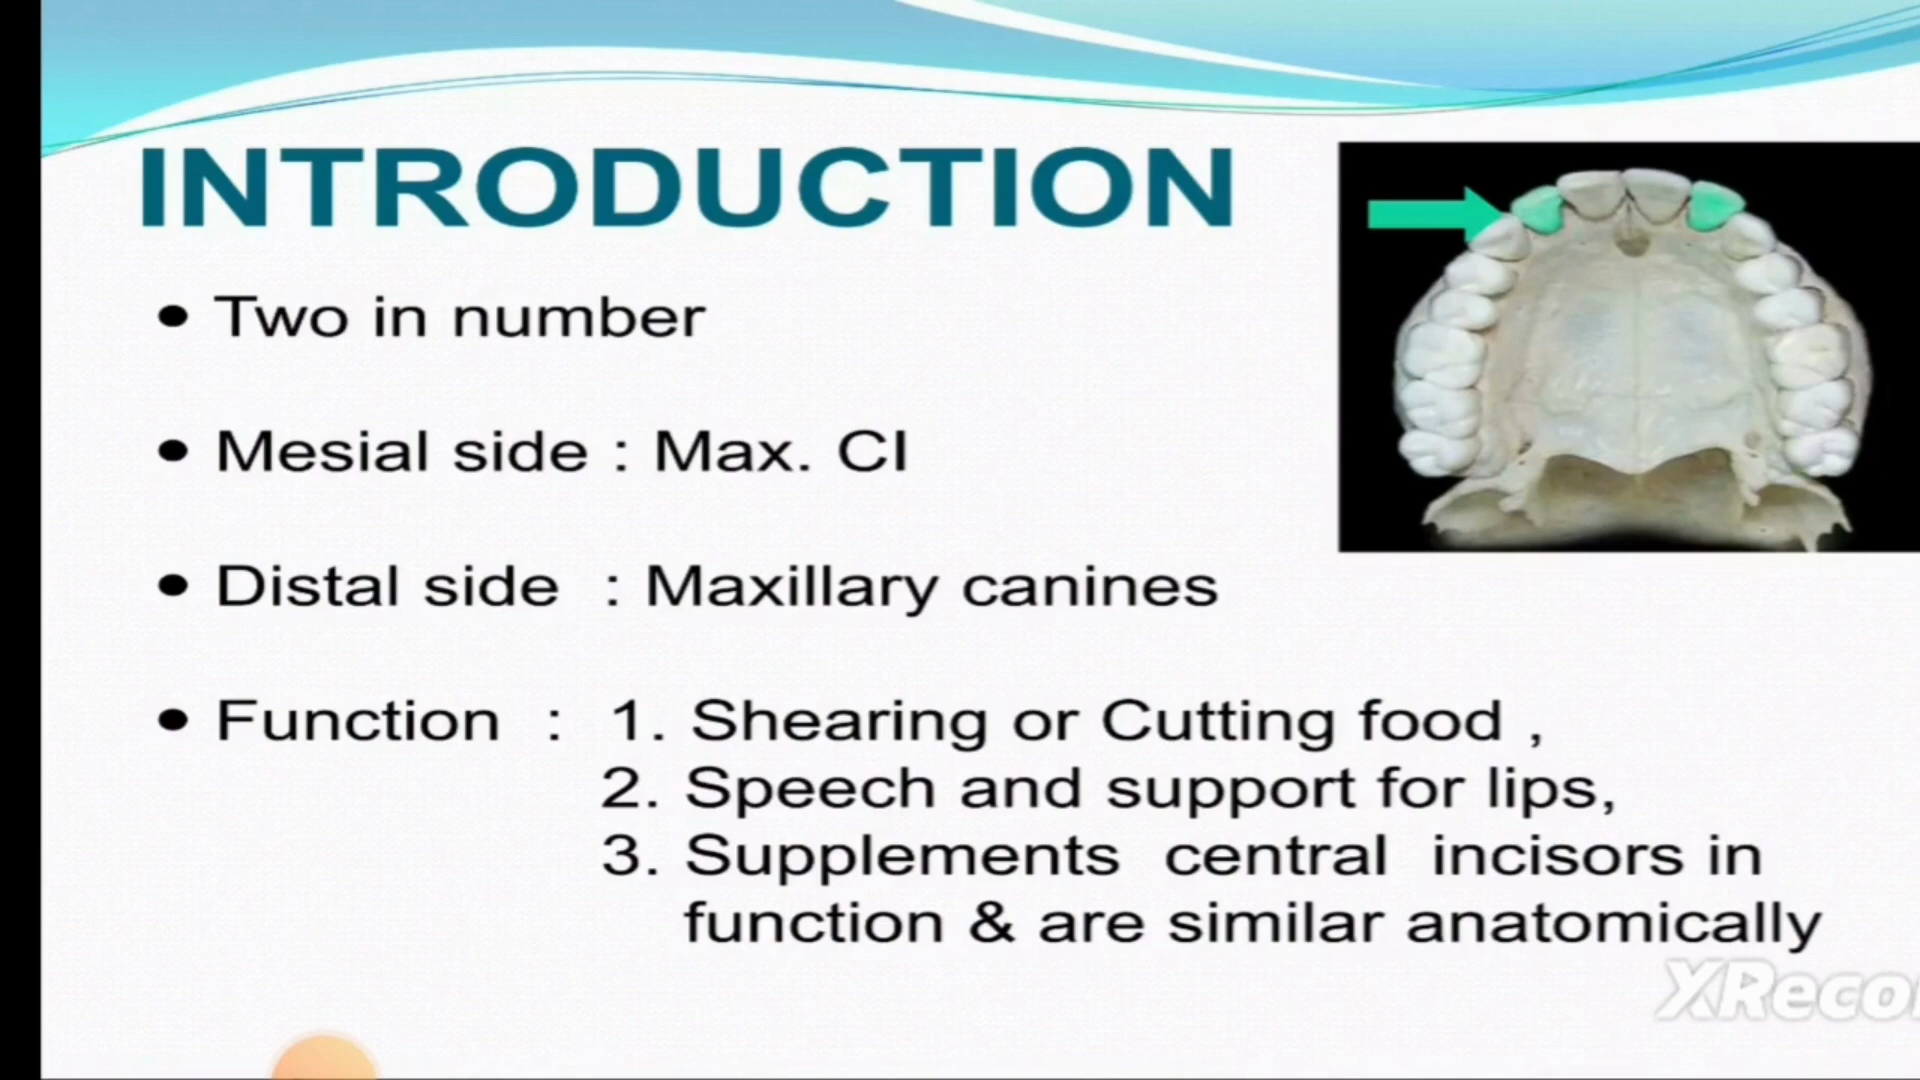 INTRODUCTION
• Two in number
• Mesial side : Max. CI
• Distal side : Maxillary canines
• Function : 1. Shearing or Cutting food ,
2. Speech and support for lips,
3. Supplements central incisors in
function & are similar anatomically
XReco